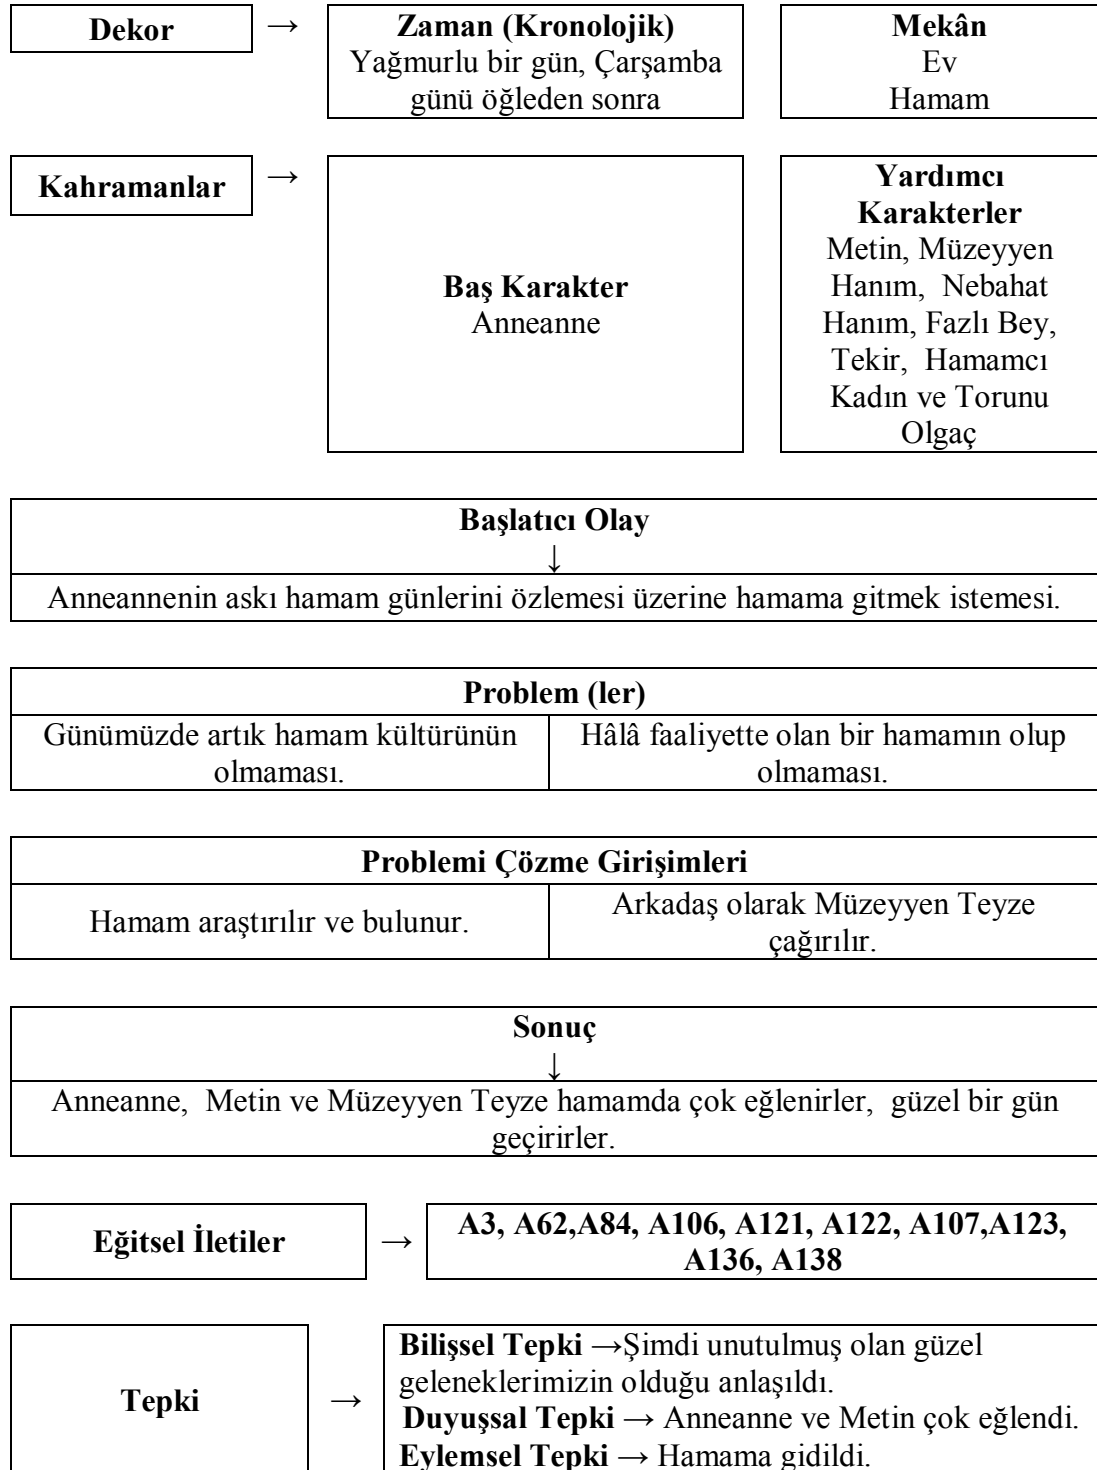 Dekor → Zaman (Kronolojik)
Yağmurlu bir gün, Çarşamba
günü öğleden sonra
Mekân
Ev
Hamam
Kahramanlar → Baş Karakter
Anneanne
Yardımcı
Karakterler
Metin, Müzeyyen
Hanım, Nebahat
Hanım, Fazlı Bey,
Tekir, Hamamcı
Kadın ve Torunu
Olgaç
Başlatıcı Olay
↓
Anneannenin askı hamam günlerini özlemesi üzerine hamama gitmek istemesi.
Problem (ler)
Günümüzde artık hamam kültürünün
olmaması.
Hâlâ faaliyette olan bir hamamın olup
olmaması.
Problemi Çözme Girişimleri
Hamam araştırılır ve bulunur.
Arkadaş olarak Müzeyyen Teyze
çağırılır.
Sonuç
↓
Anneanne, Metin ve Müzeyyen Teyze hamamda çok eğlenirler, güzel bir gün
geçirirler.
Eğitsel İletiler → A3, A62,A84, A106, A121, A122, A107,A123,
A136, A138
Tepki → Bilişsel Tepki →Şimdi unutulmuş olan güzel
geleneklerimizin olduğu anlaşıldı.
Duyuşsal Tepki → Anneanne ve Metin çok eğlendi.
Eylemsel Tepki → Hamama gidildi.